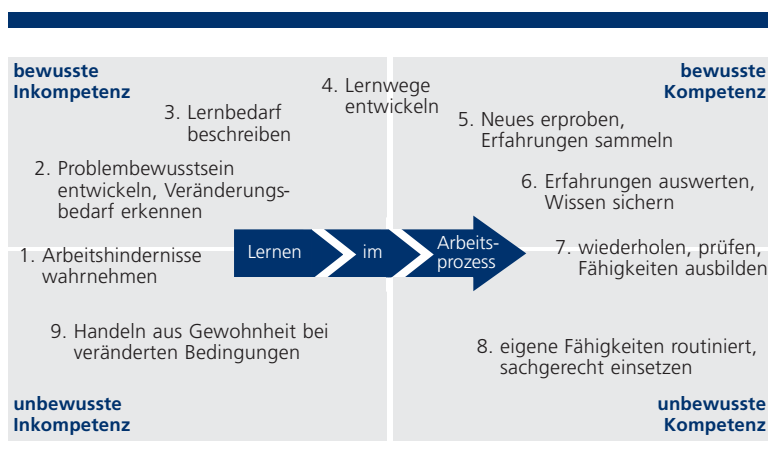 bewusste
Inkompetenz
bewusste
Kompetenz
4. Lernwege
entwickeln
3. Lernbedarf
beschreiben
5. Neues erproben,
Erfahrungen sammeln
2. Problembewusstsein
entwickeln, Veränderungs-
bedarf erkennen
6. Erfahrungen auswerten,
Wissen sichern
1. Arbeitshindernisse
wahrnehmen
Lernen
im
Arbeits-
prozess
7. wiederholen, prüfen,
Fähigkeiten ausbilden
9. Handeln aus Gewohnheit bei
veränderten Bedingungen
8. eigene Fähigkeiten routiniert,
sachgerecht einsetzen
unbewusste
Inkompetenz
unbewusste
Kompetenz